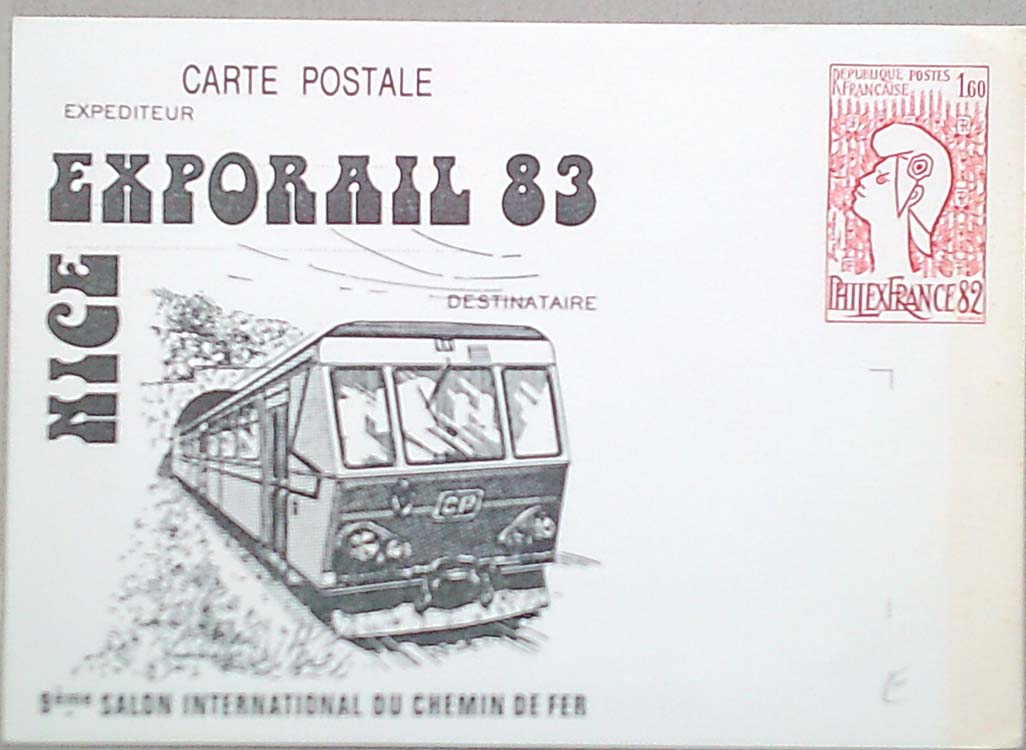 CARTE POSTALE
EXPEDITEUR
EXPORAIL 83
NICE
DESTINATAIRE
CP
9ème SALON INTERNATIONAL DU CHEMIN DE FER
REPUBLIQUE POSTES 1,60
FRANCAISE
PHILEXFRANCE 82